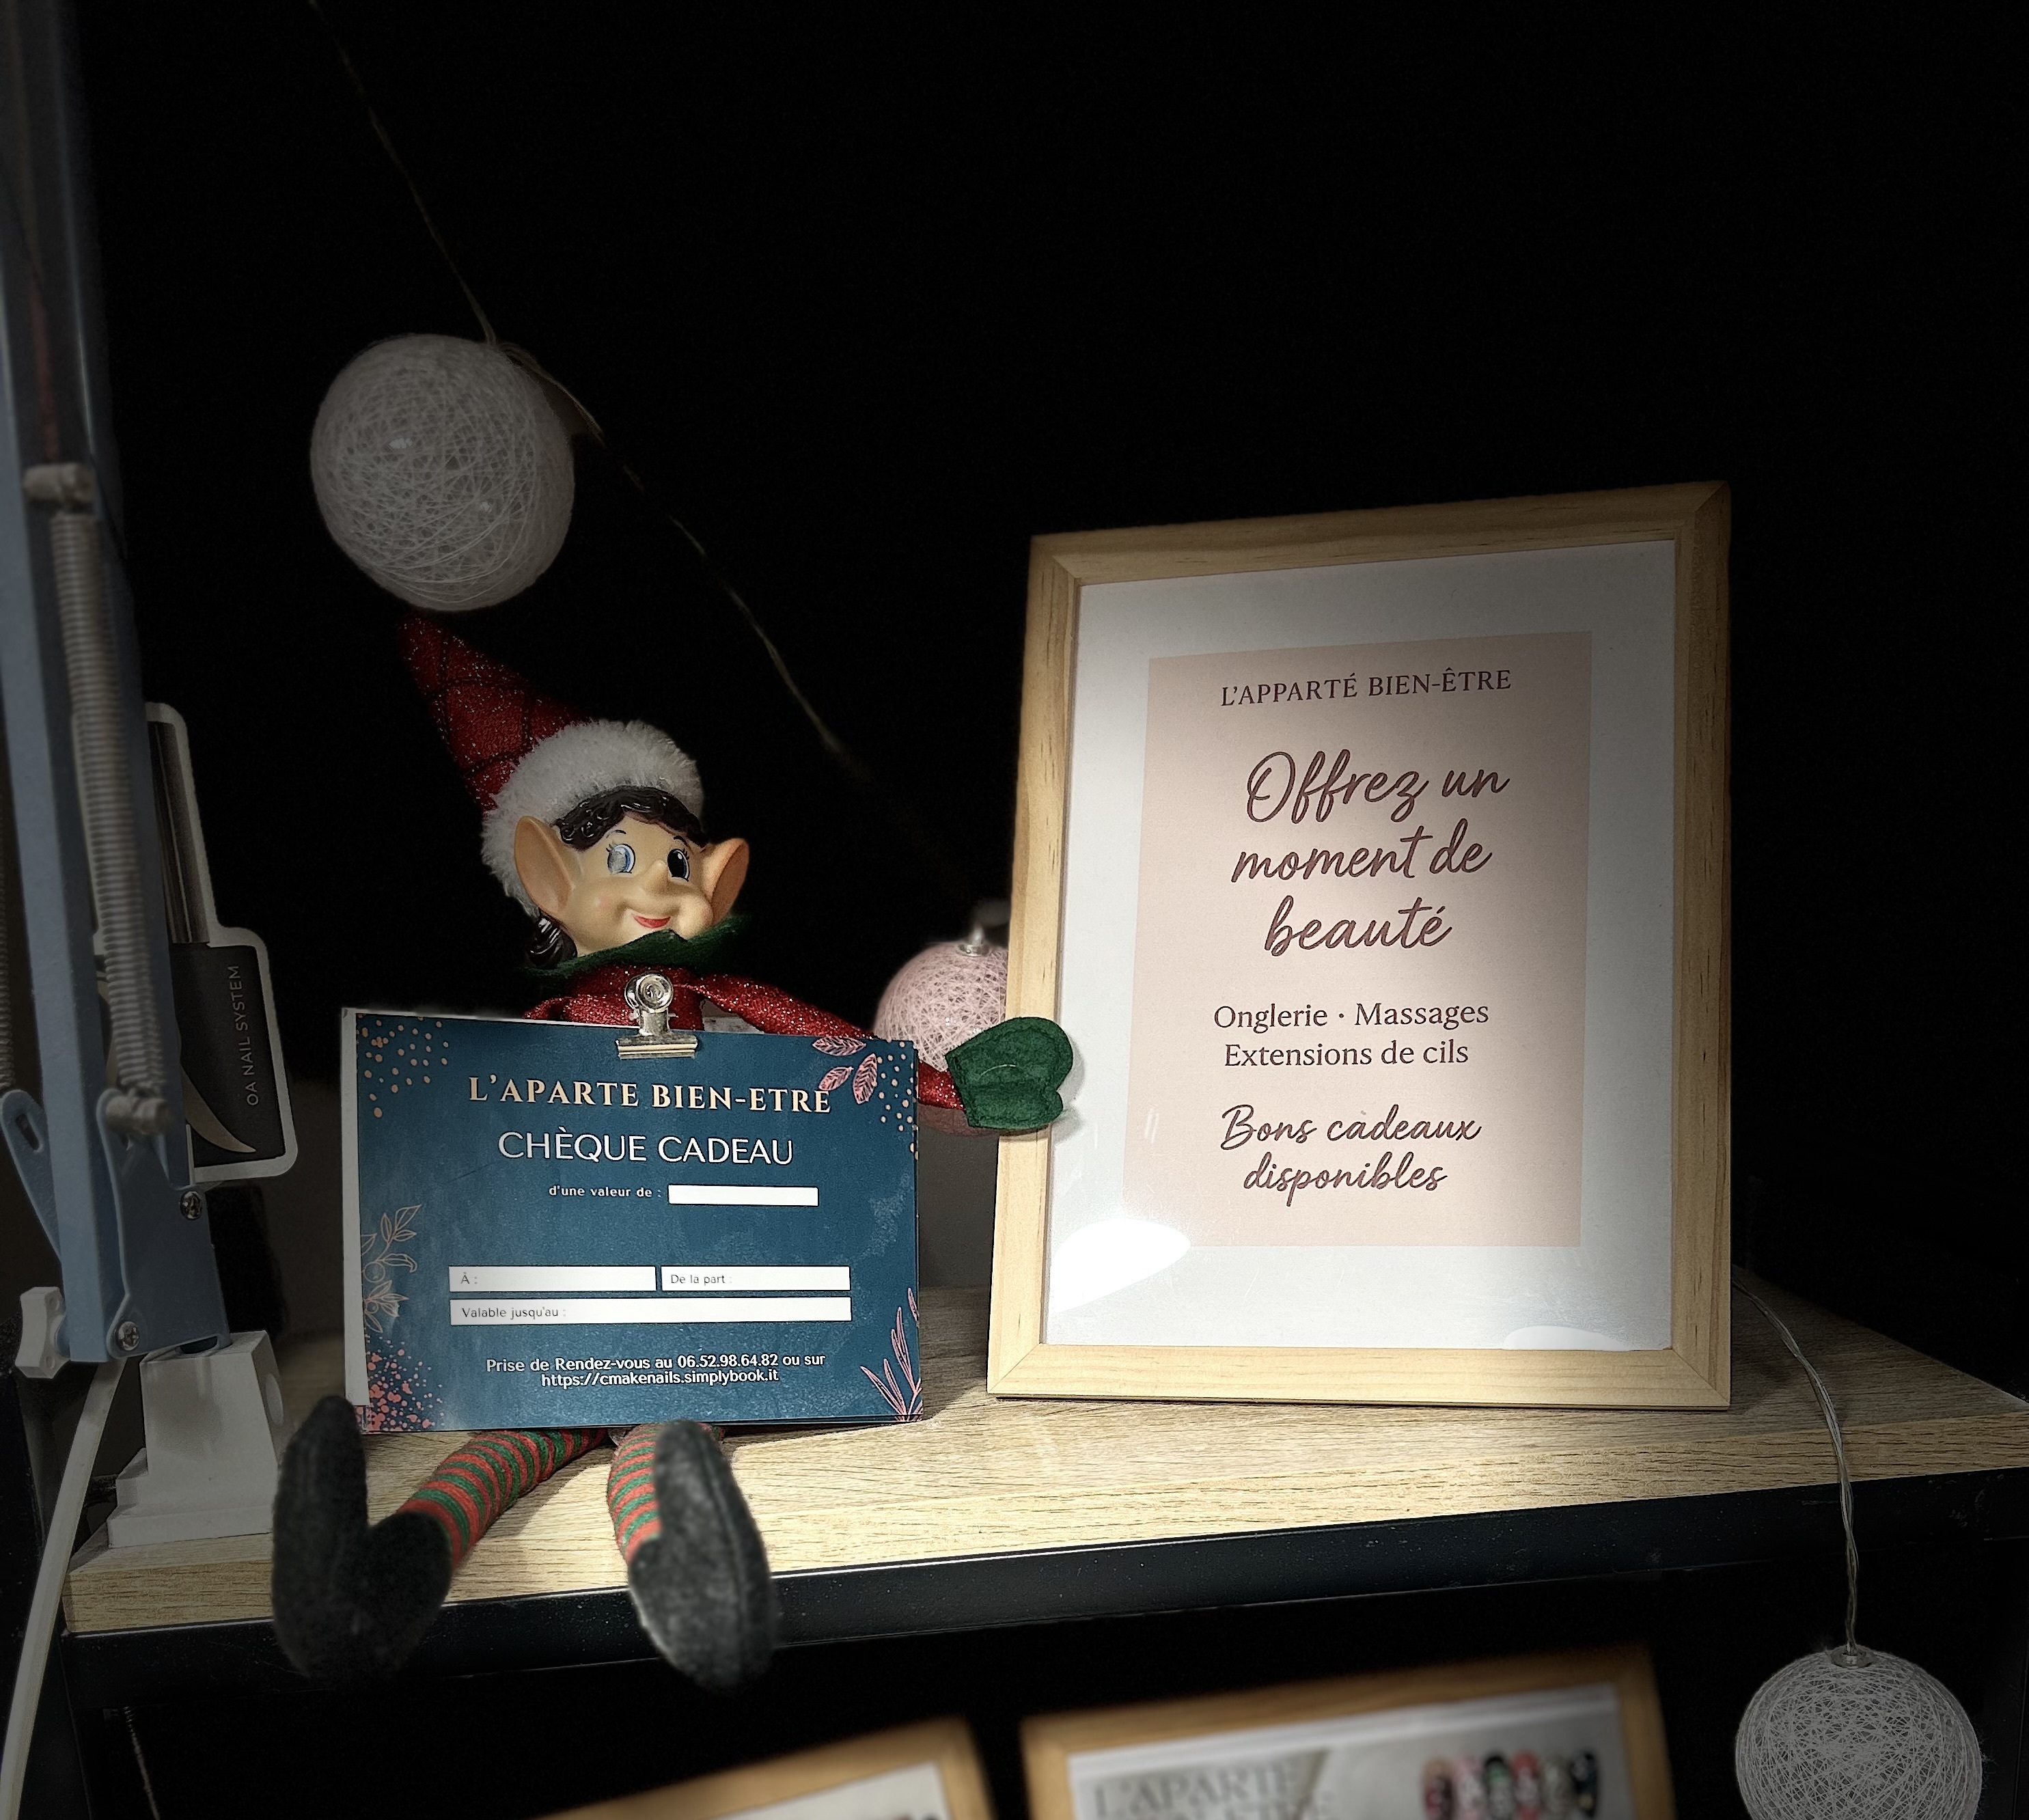 OA NAIL SYSTEM
L'APARTE BIEN-ETRE
CHÈQUE CADEAU
d'une valeur de :
À :
De la part :
Valable jusqu'au :
Prise de Rendez-vous au 06.52.98.64.82 ou sur
https://cmakenails.simplybook.it
L'APPARTÉ BIEN-ÊTRE
Offrez un
moment de
beauté
Onglerie · Massages
Extensions de cils
Bons cadeaux
disponibles
L'APARTE